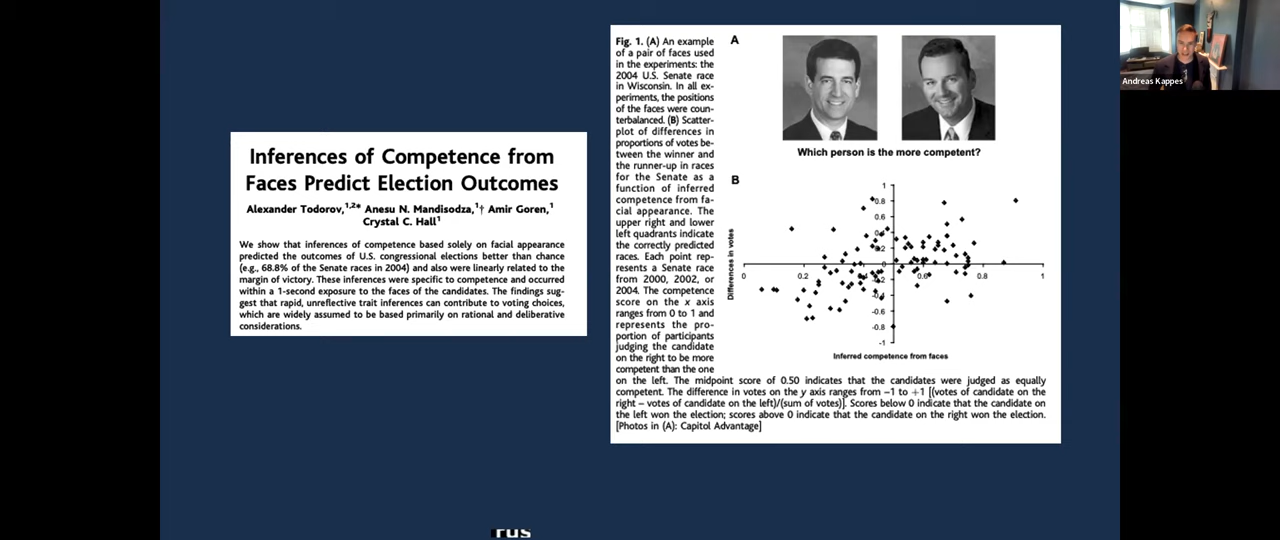 Inferences of Competence from
Faces Predict Election Outcomes
Alexander Todorov,1,2* Anesu N. Mandisodza,1† Amir Goren,1
Crystal C. Hall1
We show that inferences of competence based solely on facial appearance
predicted the outcomes of U.S. congressional elections better than chance
(e.g., 68.8% of the Senate races in 2004) and also were linearly related to the
margin of victory. These inferences were specific to competence and occurred
within a 1-second exposure to the faces of the candidates. The findings sug-
gest that rapid, unreflective trait inferences can contribute to voting choices,
which are widely assumed to be based primarily on rational and deliberative
considerations.
Fig. 1. (A) An example
of a pair of faces used
in the experiments: the
2004 U.S. Senate race
in Wisconsin. In all ex-
periments, the positions
of the faces were coun-
terbalanced. (B) Scatter-
plot of differences in
proportions of votes be-
tween the winner and
the runner-up in races
for the Senate as a
function of inferred
competence from fa-
cial appearance. The
upper right and lower
left quadrants indicate
the correctly predicted
races. Each point rep-
resents a Senate race
from 2000, 2002, or
2004. The competence
score on the x axis
ranges from 0 to 1 and
represents the pro-
portion of participants
judging the candidate
on the right to be more
competent than the one
on the left. The midpoint score of 0.50 indicates that the candidates were judged as equally
competent. The difference in votes on the y axis ranges from −1 to +1 [(votes of candidate on the
right – votes of candidate on the left)/(sum of votes)]. Scores below 0 indicate that the candidate on
the left won the election; scores above 0 indicate that the candidate on the right won the election.
[Photos in (A): Capitol Advantage]
A
Which person is the more competent?
B
Differences in votes
1
0.8
0.6
0.4
0.2
0
-0.2
-0.4
-0.6
-0.8
-1
0
0.2
0.4
0.6
0.8
1
Inferred competence from faces
Andreas Kappes